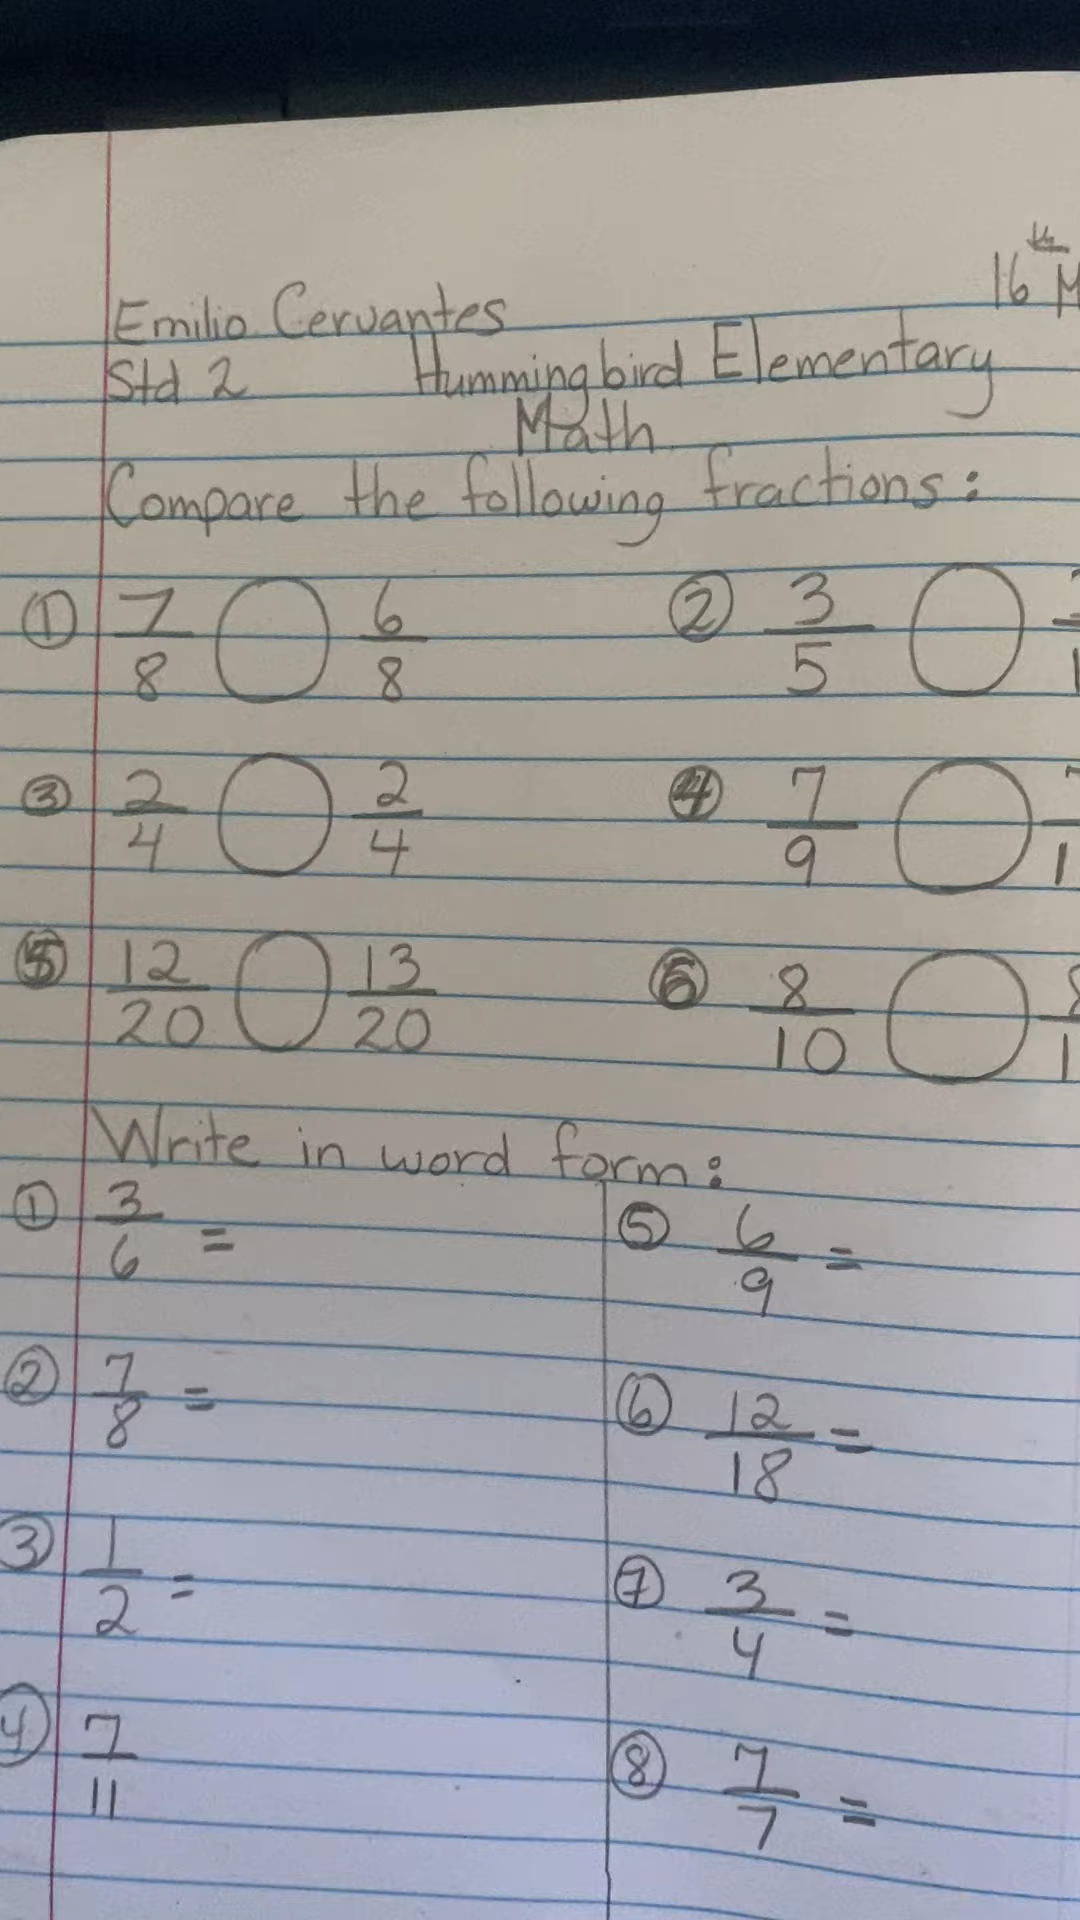 16th M
Emilio Cervantes
Std 2 Hummingbird Elementary
Math
Compare the following fractions:
① 7/8 ◯ 6/8 ② 3/5 ◯
③ 2/4 ◯ 2/4 ④ 7/9 ◯
⑤ 12/20 ◯ 13/20 ⑥ 8/10 ◯
Write in word form:
① 3/6 = ⑤ 6/9 =
② 7/8 = ⑥ 12/18 =
③ 1/2 = ⑦ 3/4 =
④ 7/11 ⑧ 7/7 =